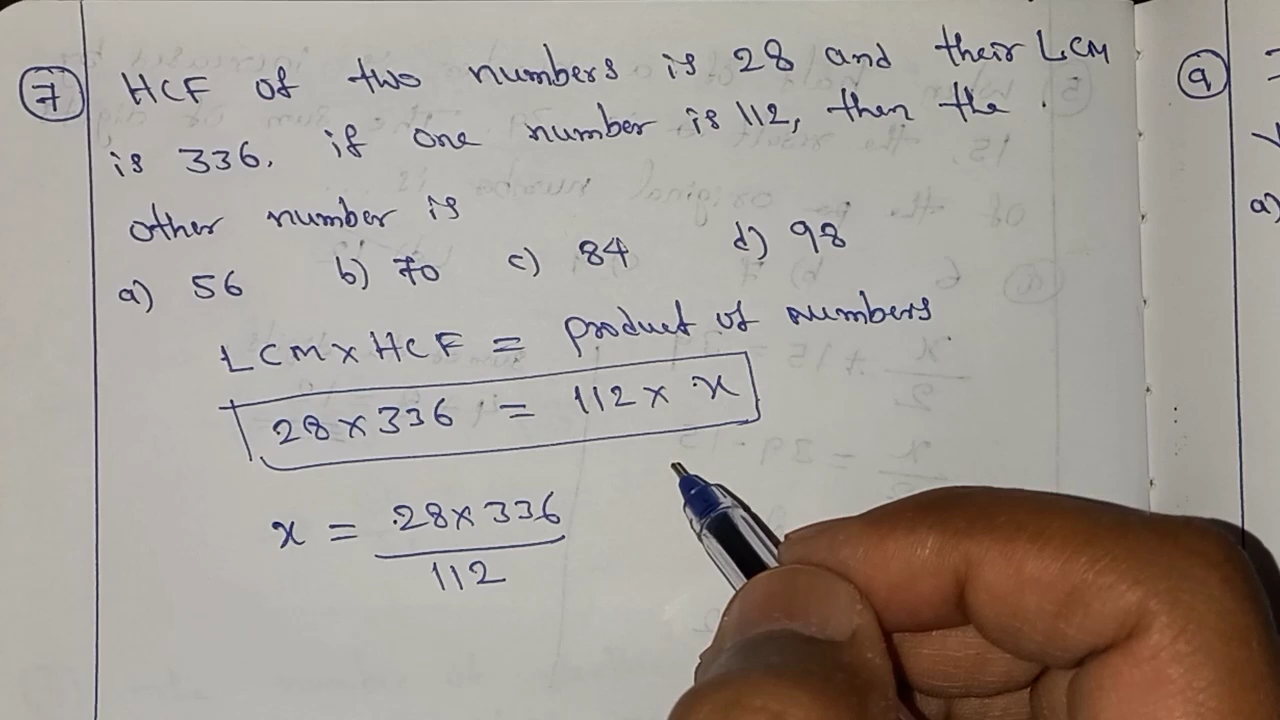 7 HCF of two numbers is 28 and their LCM
is 336. if one number is 112, then the
other number is
a) 56 b) 70 c) 84 d) 98
LCM x HCF = product of numbers
28 x 336 = 112 x x
x = 28 x 336
112
9
a)